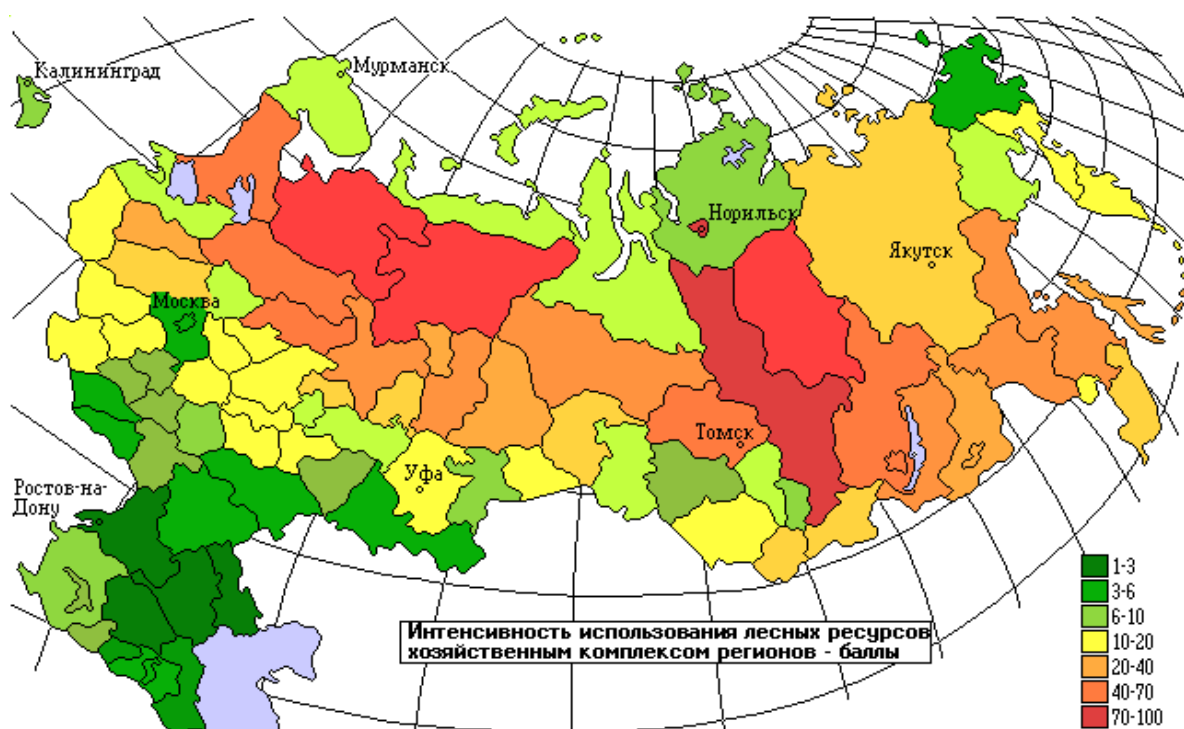 Калининград
Мурманск
Норильск
Якутск
Москва
Томск
Уфа
Ростов-на-
Дону
Интенсивность использования лесных ресурсов
хозяйственным комплексом регионов - баллы
1-3
3-6
6-10
10-20
20-40
40-70
70-100